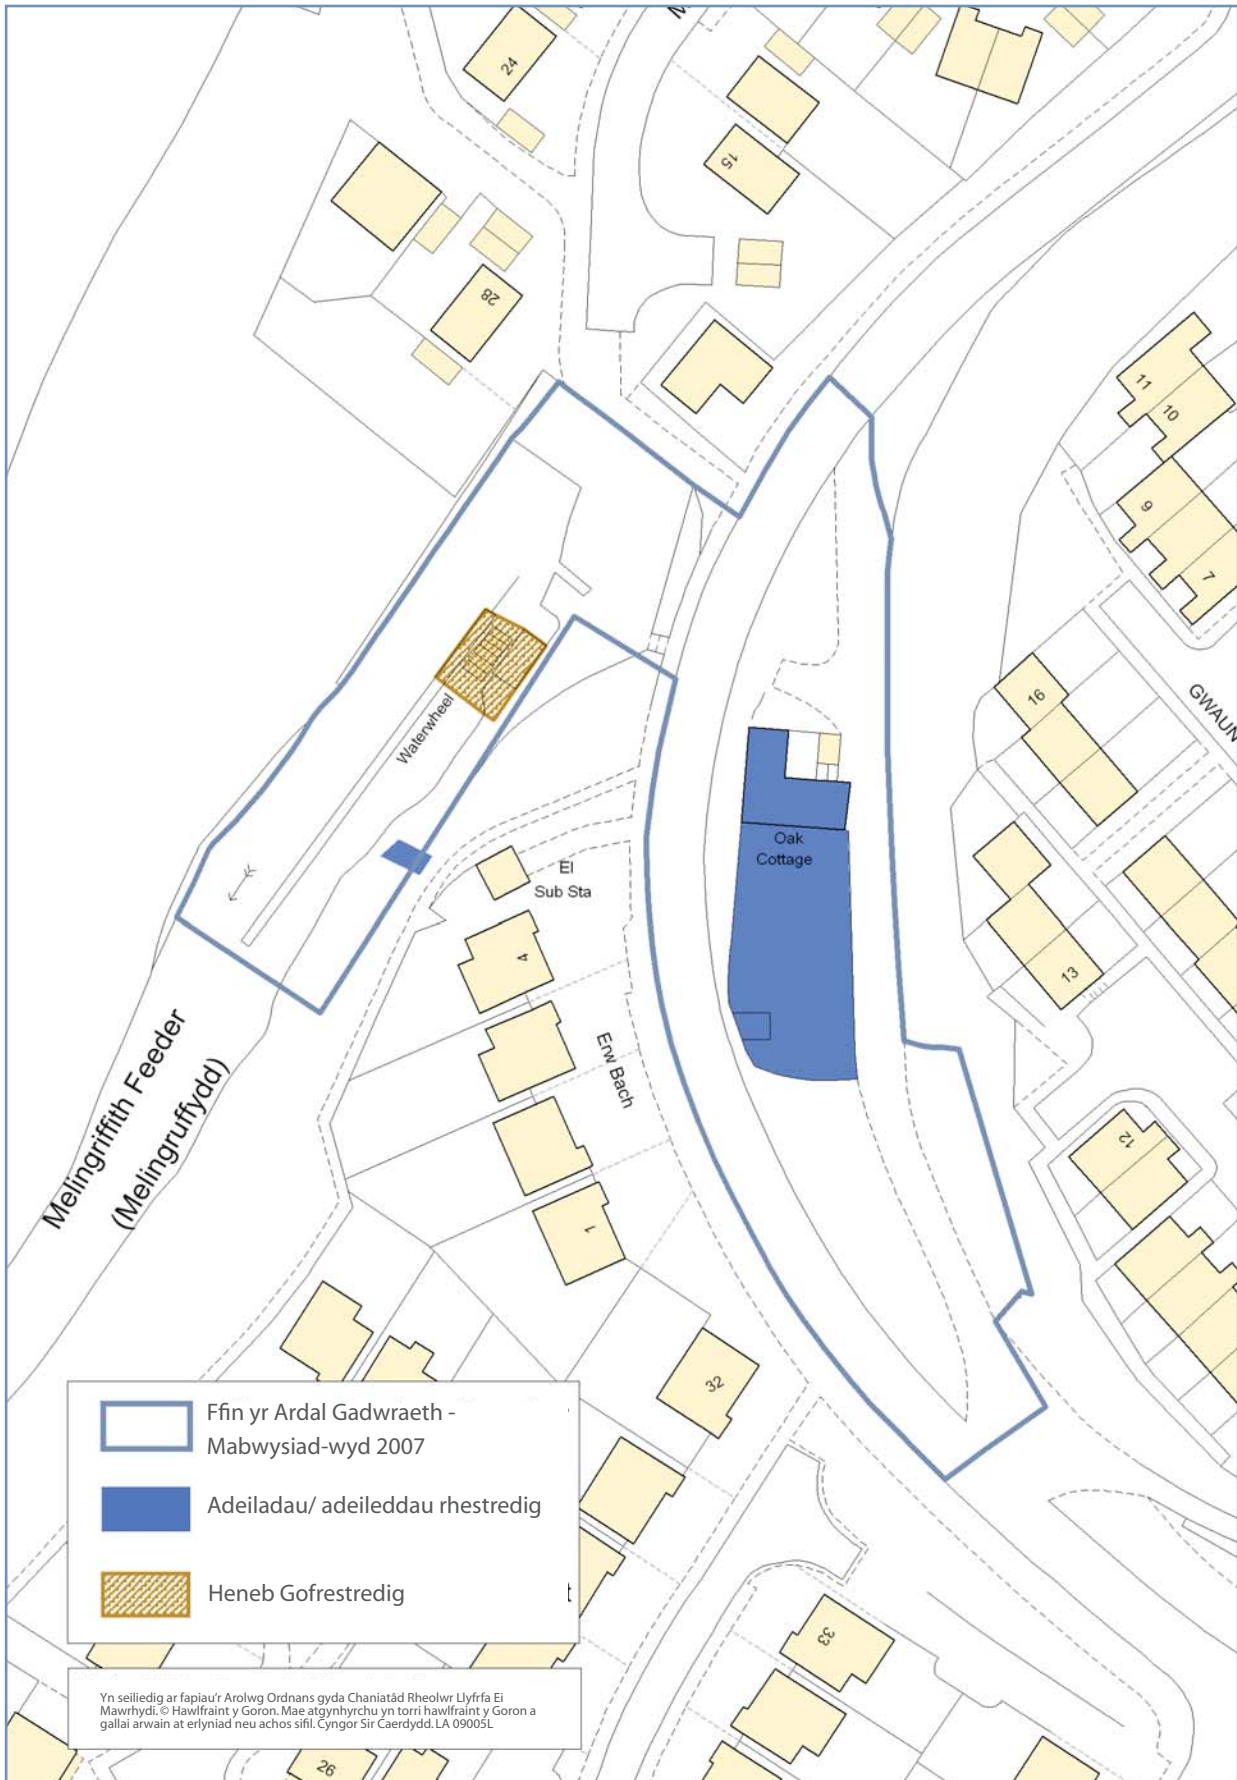 24
15
28
11
10
9
7
GWAUN
16
Waterwheel
Oak
Cottage
El
Sub Sta
4
13
Erw Bach
Melingriffith Feeder
(Melingruffydd)
12
1
32
Ffin yr Ardal Gadwraeth -
Mabwysiad-wyd 2007
Adeiladau/ adeileddau rhestredig
Heneb Gofrestredig
33
Yn seiliedig ar fapiau'r Arolwg Ordnans gyda Chaniatâd Rheolwr Llyfrfa Ei
Mawrhydi. © Hawlfraint y Goron. Mae atgynhyrchu yn torri hawlfraint y Goron a
gallai arwain at erlyniad neu achos sifil. Cyngor Sir Caerdydd. LA 09005L
26